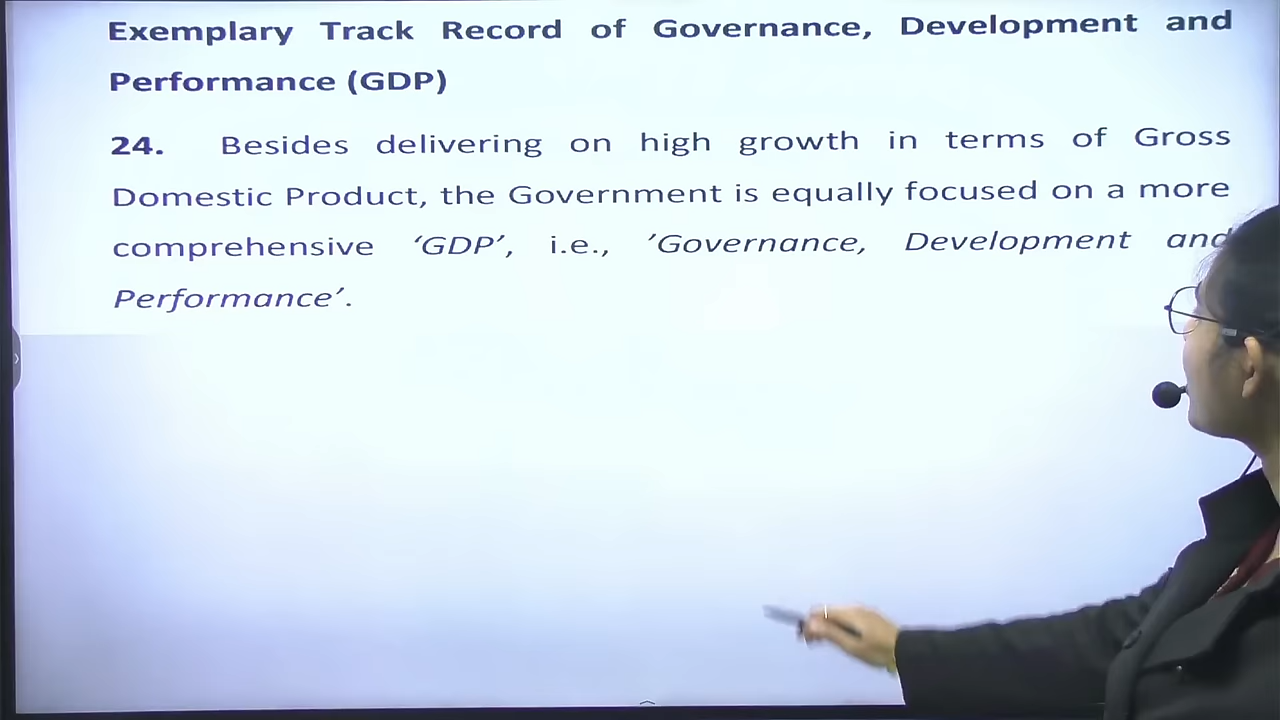 Exemplary Track Record of Governance, Development and
Performance (GDP)
24. Besides delivering on high growth in terms of Gross
Domestic Product, the Government is equally focused on a more
comprehensive ‘GDP’, i.e., ’Governance, Development and
Performance’.